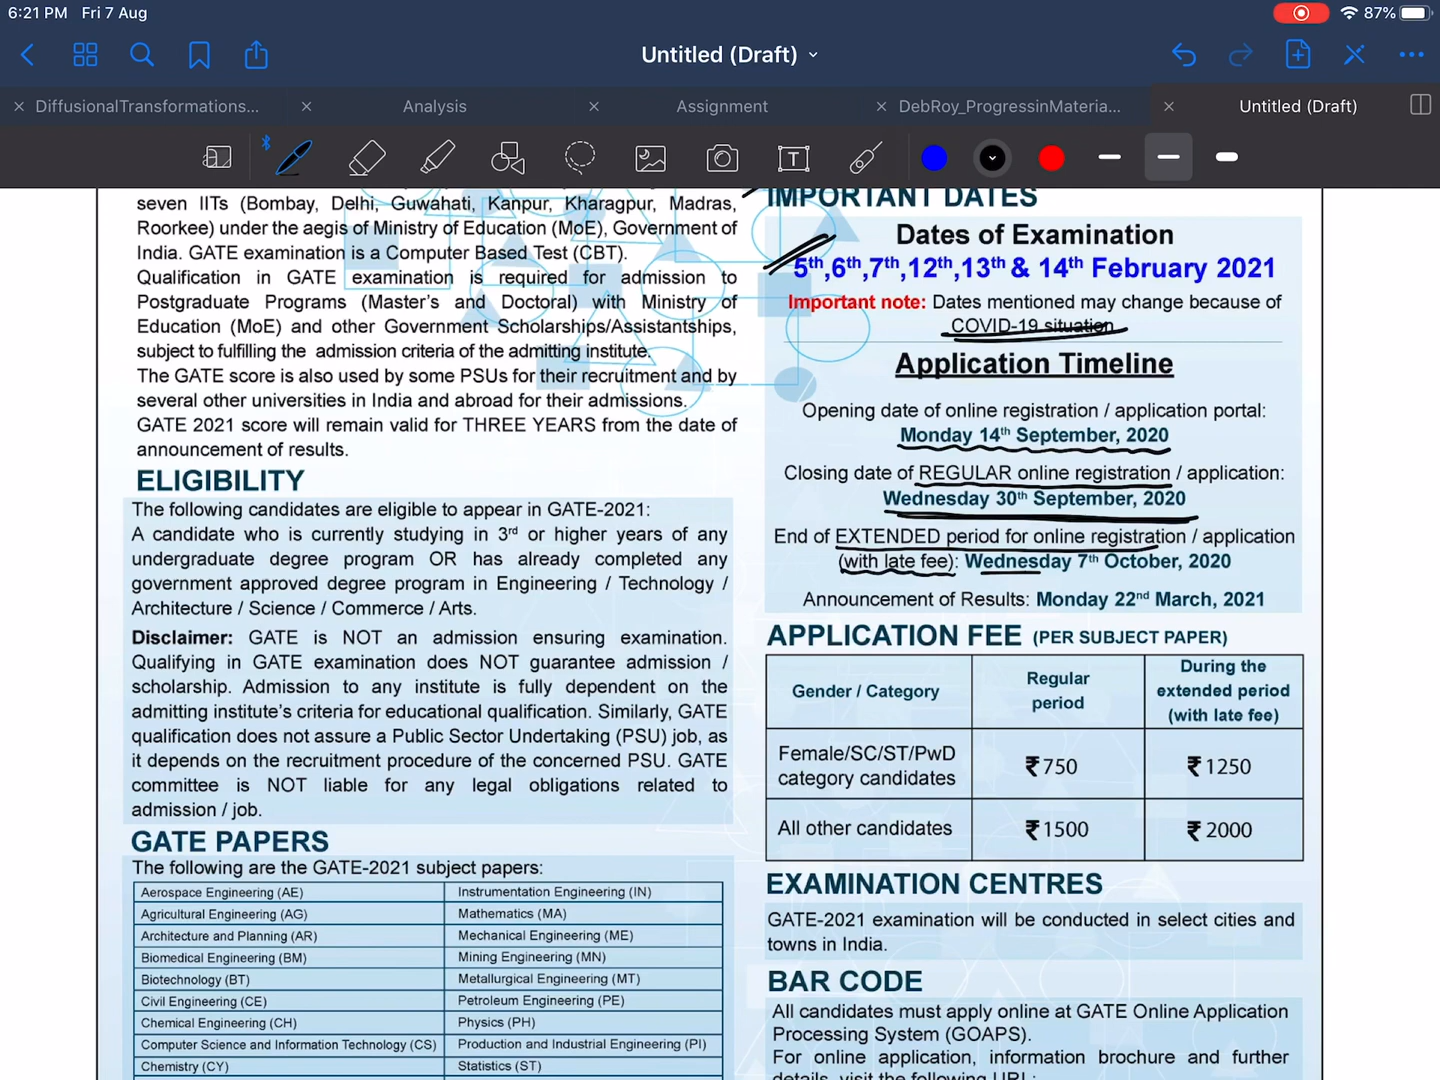 6:21 PM Fri 7 Aug
87%
Untitled (Draft)
DiffusionalTransformations...
Analysis
Assignment
DebRoy_ProgressinMateria...
Untitled (Draft)
T
seven IITs (Bombay, Delhi, Guwahati, Kanpur, Kharagpur, Madras,
Roorkee) under the aegis of Ministry of Education (MoE), Government of
India. GATE examination is a Computer Based Test (CBT).
Qualification in GATE examination is required for admission to
Postgraduate Programs (Master's and Doctoral) with Ministry of
Education (MoE) and other Government Scholarships/Assistantships,
subject to fulfilling the admission criteria of the admitting institute.
The GATE score is also used by some PSUs for their recruitment and by
several other universities in India and abroad for their admissions.
GATE 2021 score will remain valid for THREE YEARS from the date of
announcement of results.
ELIGIBILITY
The following candidates are eligible to appear in GATE-2021:
A candidate who is currently studying in 3rd or higher years of any
undergraduate degree program OR has already completed any
government approved degree program in Engineering / Technology /
Architecture / Science / Commerce / Arts.
Disclaimer: GATE is NOT an admission ensuring examination.
Qualifying in GATE examination does NOT guarantee admission /
scholarship. Admission to any institute is fully dependent on the
admitting institute's criteria for educational qualification. Similarly, GATE
qualification does not assure a Public Sector Undertaking (PSU) job, as
it depends on the recruitment procedure of the concerned PSU. GATE
committee is NOT liable for any legal obligations related to
admission / job.
GATE PAPERS
The following are the GATE-2021 subject papers:
Aerospace Engineering (AE) Instrumentation Engineering (IN)
Agricultural Engineering (AG) Mathematics (MA)
Architecture and Planning (AR) Mechanical Engineering (ME)
Biomedical Engineering (BM) Mining Engineering (MN)
Biotechnology (BT) Metallurgical Engineering (MT)
Civil Engineering (CE) Petroleum Engineering (PE)
Chemical Engineering (CH) Physics (PH)
Computer Science and Information Technology (CS) Production and Industrial Engineering (PI)
Chemistry (CY) Statistics (ST)
IMPORTANT DATES
Dates of Examination
5th,6th,7th,12th,13th & 14th February 2021
Important note: Dates mentioned may change because of
COVID-19 situation
Application Timeline
Opening date of online registration / application portal:
Monday 14th September, 2020
Closing date of REGULAR online registration / application:
Wednesday 30th September, 2020
End of EXTENDED period for online registration / application
(with late fee): Wednesday 7th October, 2020
Announcement of Results: Monday 22nd March, 2021
APPLICATION FEE (PER SUBJECT PAPER)
Gender / Category
Regular
period
During the
extended period
(with late fee)
Female/SC/ST/PwD
category candidates
₹750
₹1250
All other candidates
₹1500
₹2000
EXAMINATION CENTRES
GATE-2021 examination will be conducted in select cities and
towns in India.
BAR CODE
All candidates must apply online at GATE Online Application
Processing System (GOAPS).
For online application, information brochure and further
details, visit the following URL: